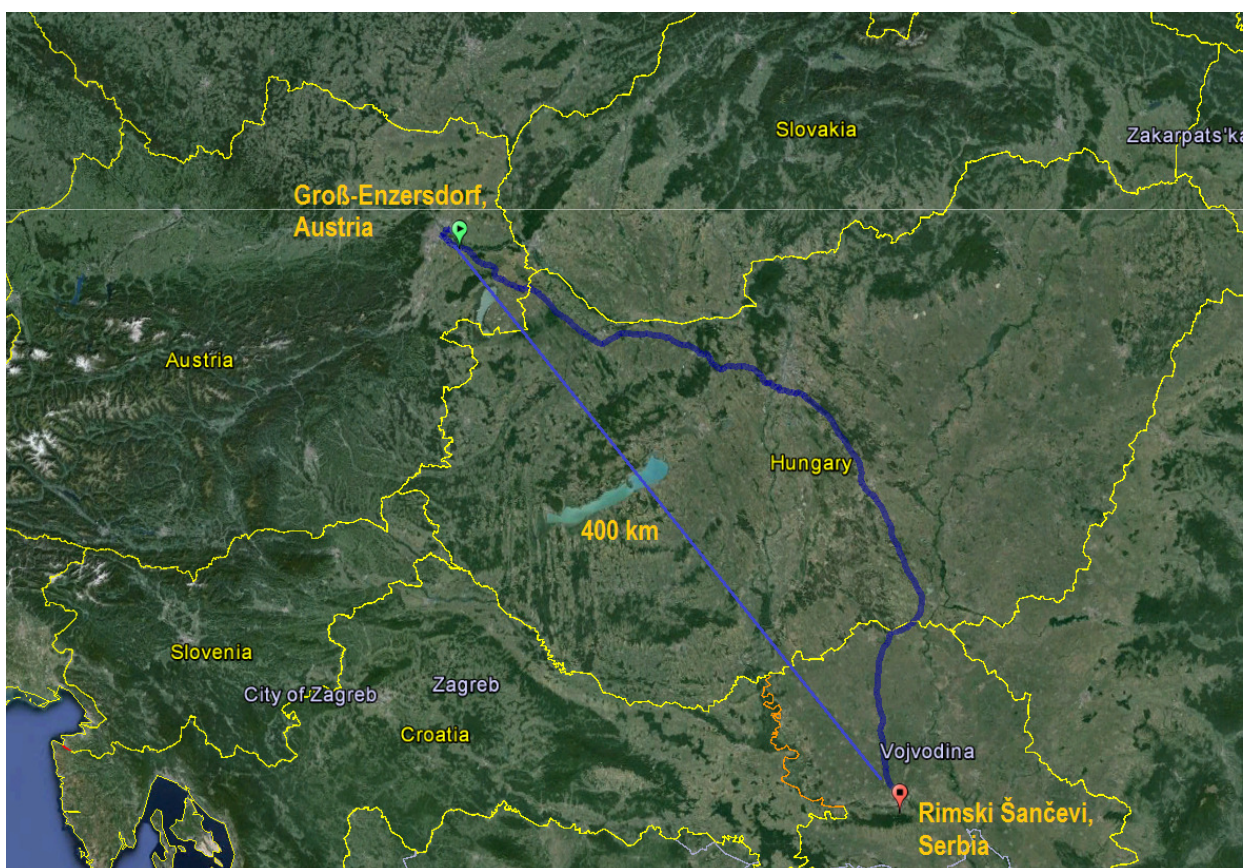 Slovakia
Zakarpats'ka
Groß-Enzersdorf,
Austria
Austria
Hungary
400 km
Slovenia
City of Zagreb
Zagreb
Croatia
Vojvodina
Rimski Šančevi,
Serbia